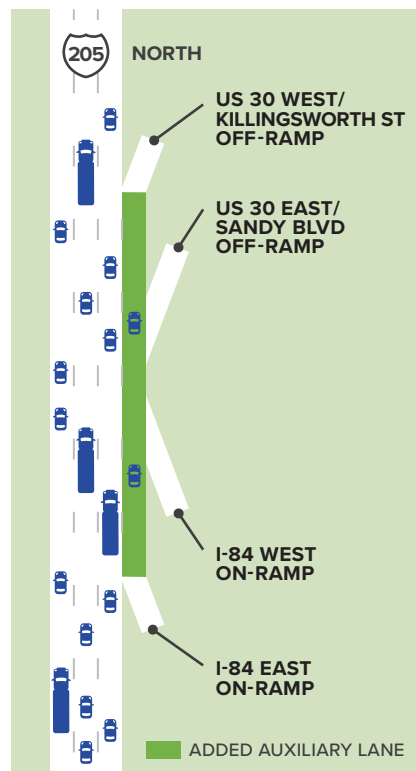 205 NORTH
US 30 WEST/
KILLINGSWORTH ST
OFF-RAMP
US 30 EAST/
SANDY BLVD
OFF-RAMP
I-84 WEST
ON-RAMP
I-84 EAST
ON-RAMP
ADDED AUXILIARY LANE